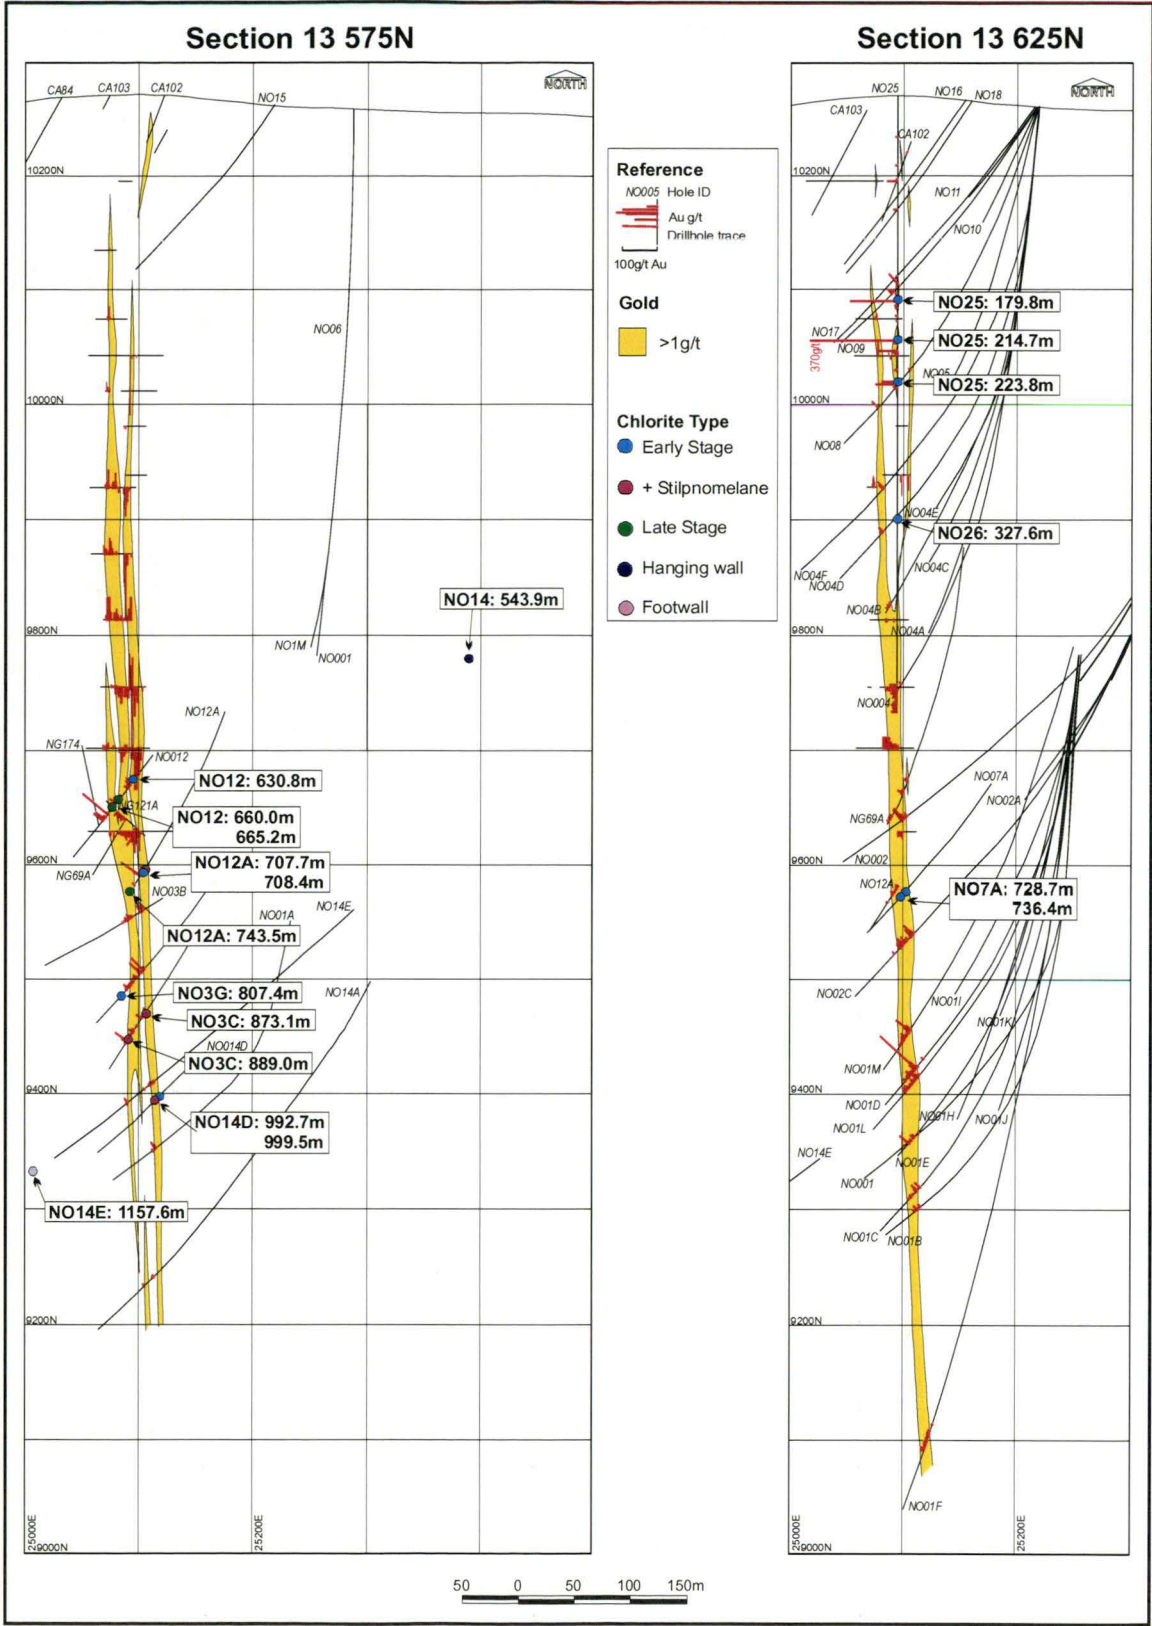 Section 13 575N
Section 13 625N
NORTH
CA84
CA103
CA102
NO15
10200N
NO06
10000N
NO14: 543.9m
9800N
NO1M
NO001
NO12A
NG174
NO012
NO12: 630.8m
NG121A
NO12: 660.0m
665.2m
9600N
NG69A
NO12A: 707.7m
708.4m
NO03B
NO01A
NO14E
NO12A: 743.5m
NO3G: 807.4m
NO14A
NO3C: 873.1m
NO014D
NO3C: 889.0m
9400N
NO14D: 992.7m
999.5m
NO14E: 1157.6m
9200N
25000E
25200E
29000N
Reference
NO005 Hole ID
Au g/t
Drillhole trace
100g/t Au
Gold
>1g/t
Chlorite Type
Early Stage
+ Stilpnomelane
Late Stage
Hanging wall
Footwall
NORTH
NO25
NO16
NO18
CA103
CA102
10200N
NO11
NO10
NO25: 179.8m
NO17
NO09
370g/t
NO25: 214.7m
NO05
NO25: 223.8m
10000N
NO08
NO04E
NO26: 327.6m
NO04F
NO04C
NO04D
NO04B
NO04A
9800N
NO004
NO07A
NO02A
NG69A
NO002
9600N
NO12A
NO7A: 728.7m
736.4m
NO02C
NO01I
NO01K
NO01M
9400N
NO01D
NO01H
NO01J
NO01L
NO14E
NO01E
NO001
NO01C
NO01B
9200N
NO01F
25000E
25200E
29000N
50 0 50 100 150m